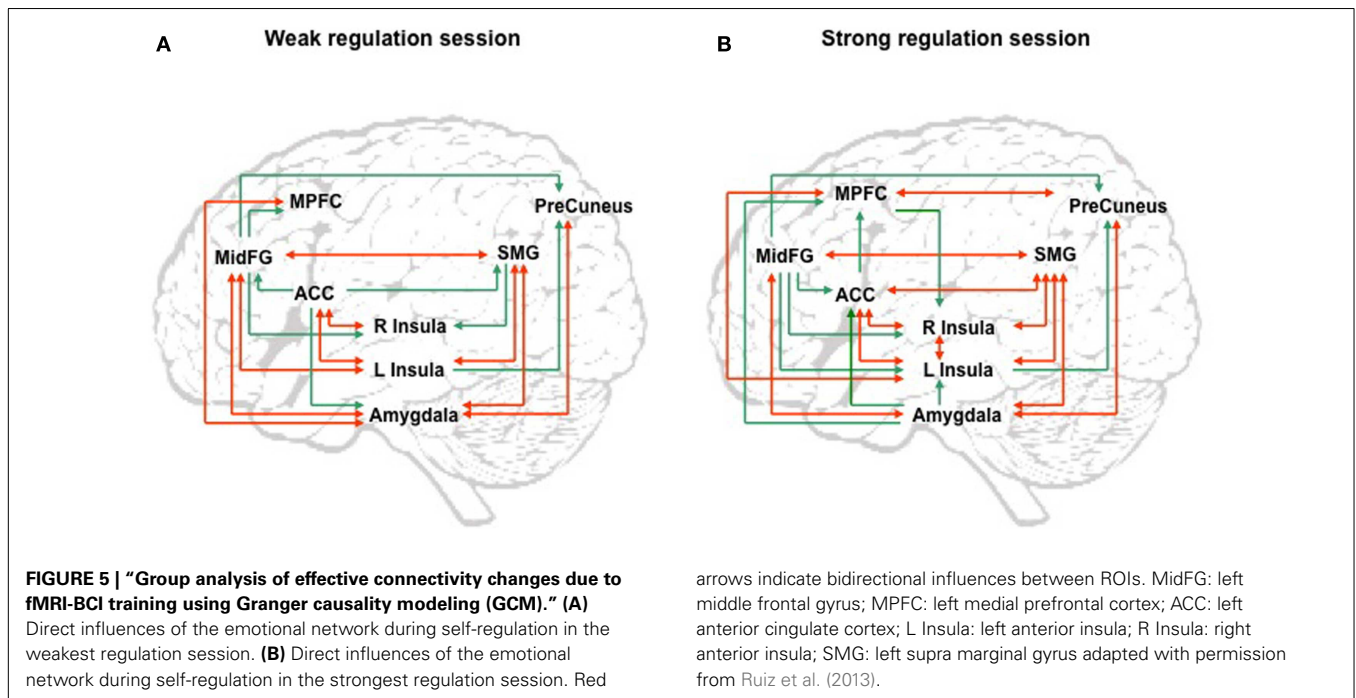 A
Weak regulation session
MPFC
PreCuneus
MidFG
SMG
ACC
R Insula
L Insula
Amygdala
B
Strong regulation session
MPFC
PreCuneus
MidFG
SMG
ACC
R Insula
L Insula
Amygdala
FIGURE 5 | “Group analysis of effective connectivity changes due to
fMRI-BCI training using Granger causality modeling (GCM).” (A)
Direct influences of the emotional network during self-regulation in the
weakest regulation session. (B) Direct influences of the emotional
network during self-regulation in the strongest regulation session. Red
arrows indicate bidirectional influences between ROIs. MidFG: left
middle frontal gyrus; MPFC: left medial prefrontal cortex; ACC: left
anterior cingulate cortex; L Insula: left anterior insula; R Insula: right
anterior insula; SMG: left supra marginal gyrus adapted with permission
from Ruiz et al. (2013).